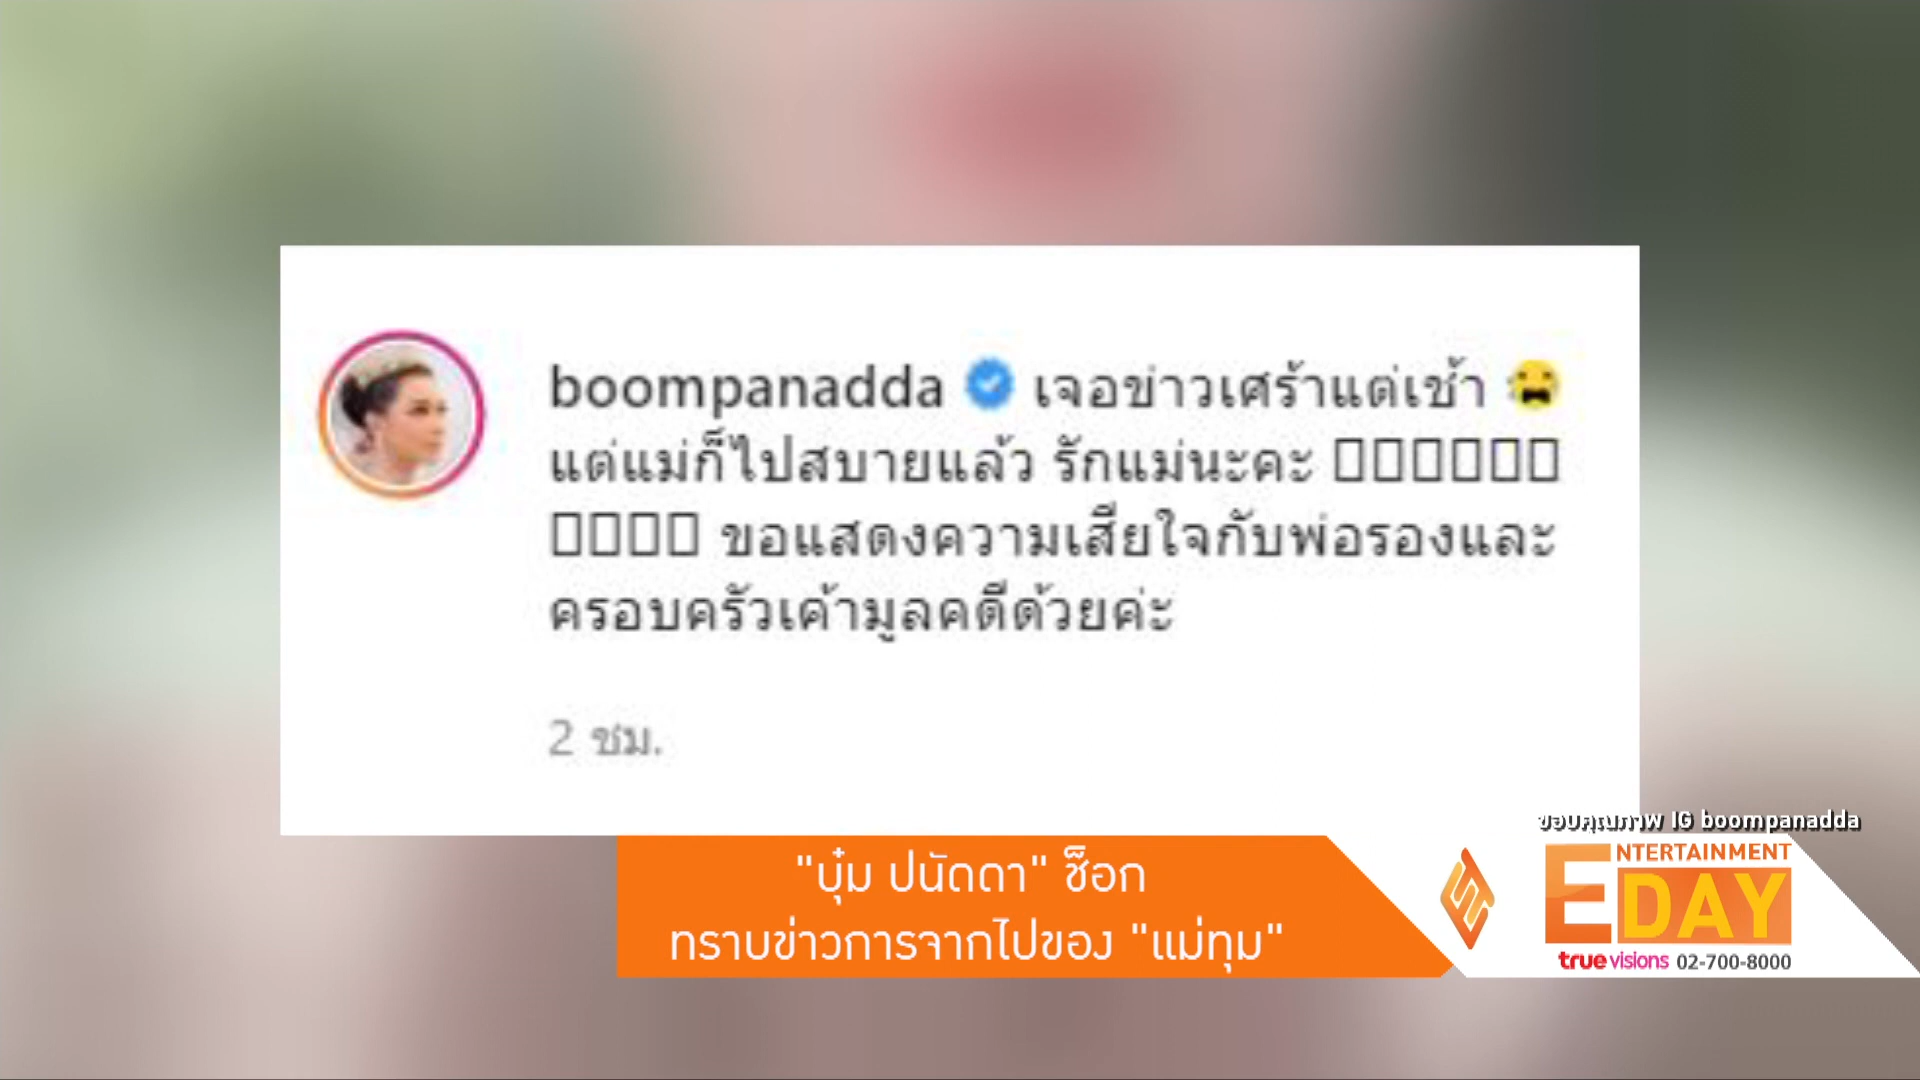 boompanadda เจอข่าวเศร้าแต่เช้า
แต่แม่ก็ไปสบายแล้ว รักแม่นะคะ
ขอแสดงความเสียใจกับพ่อรองและ
ครอบครัวเค้ามูลคดีด้วยค่ะ
2 ชม.
ขอบคุณภาพ IG boompanadda
"บุ๋ม ปนัดดา" ช็อก
ทราบข่าวการจากไปของ "แม่ทุม"
ENTERTAINMENT
DAY
truevisions 02-700-8000